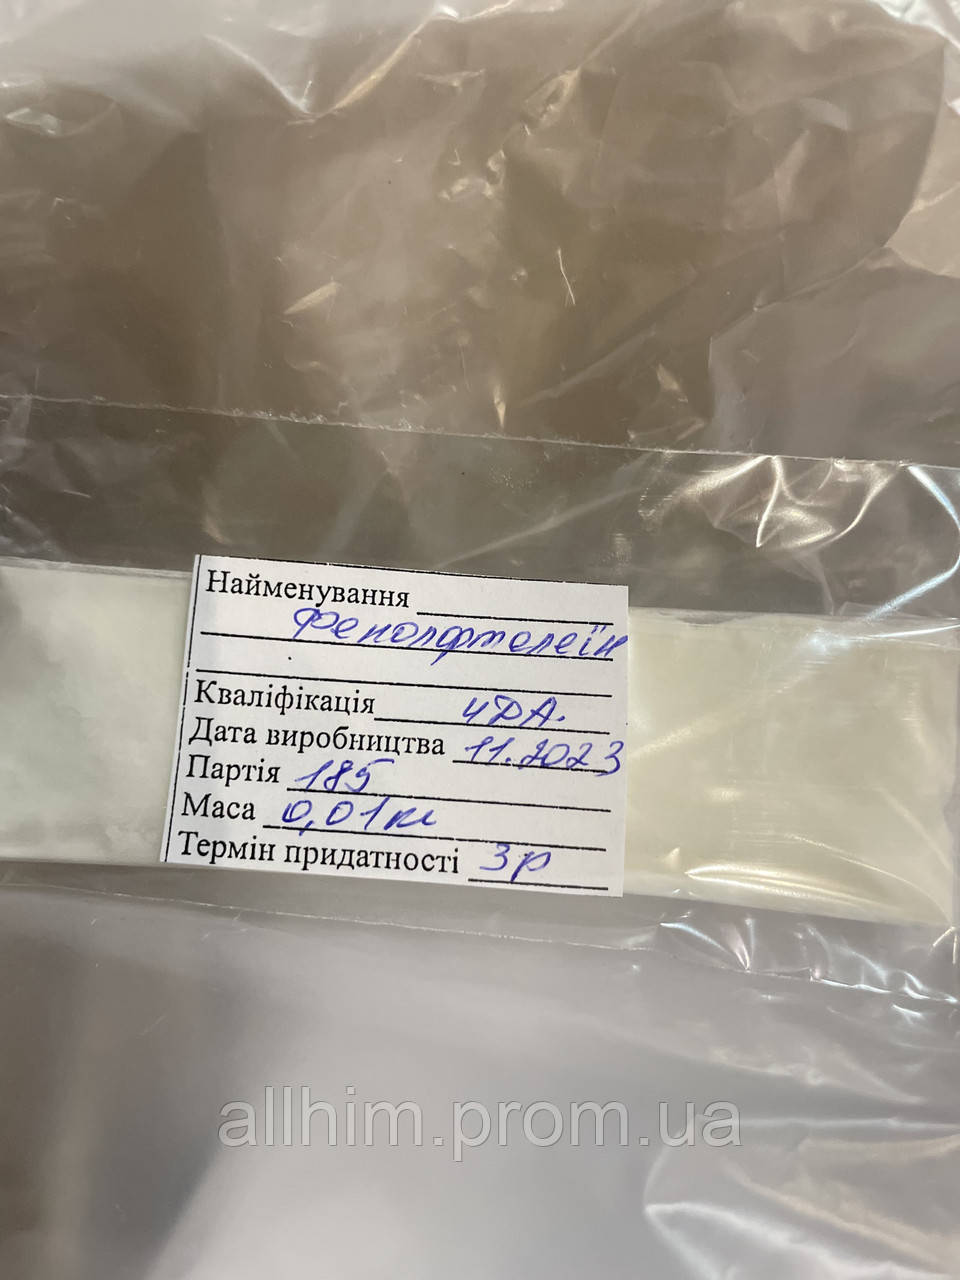 Найменування
фенолфталеїн
Кваліфікація чДА.
Дата виробництва 11.2023
Партія 185
Маса 0,01кг
Термін придатності 3р
allhim.prom.ua